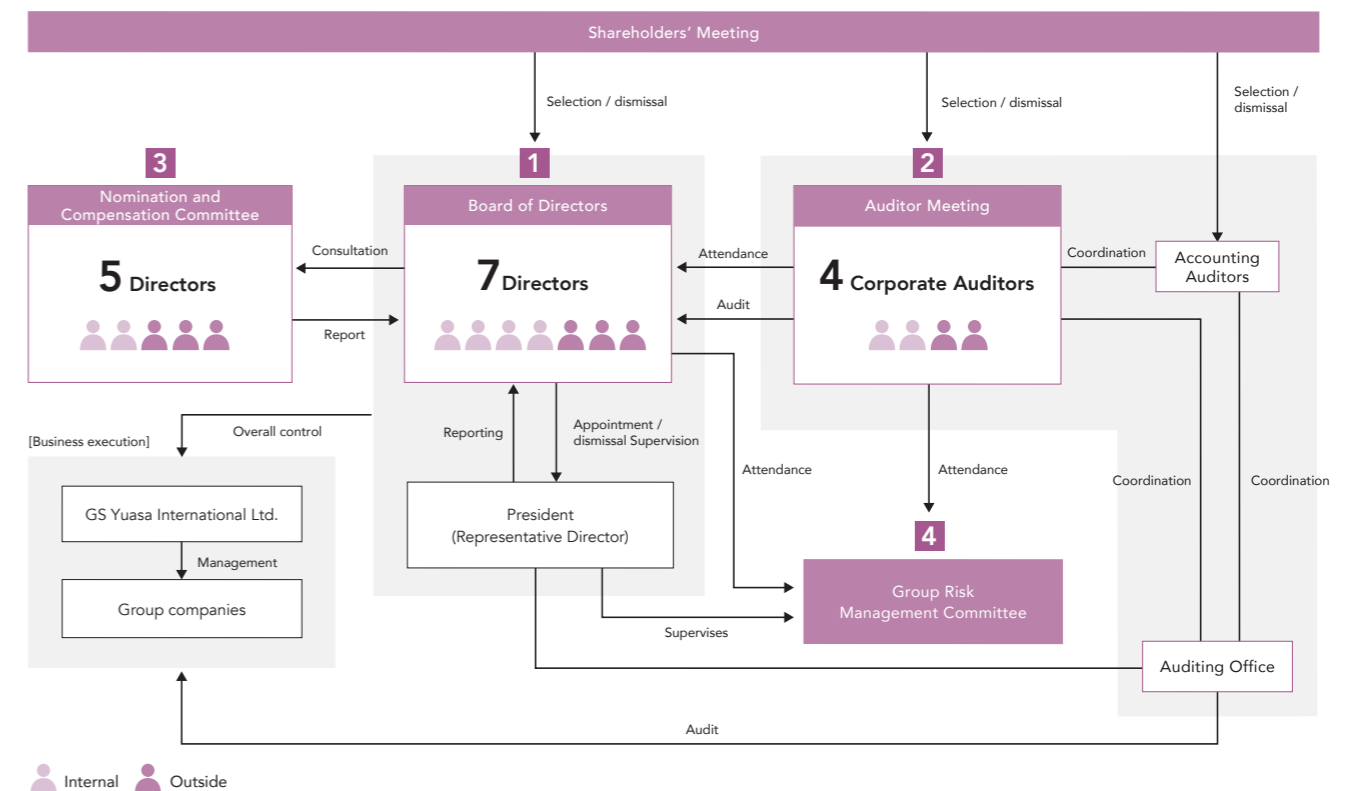 Shareholders' Meeting
Selection / dismissal
Selection / dismissal
Selection /
dismissal
3
Nomination and
Compensation Committee
5 Directors
Consultation
Report
1
Board of Directors
7 Directors
Attendance
Audit
2
Auditor Meeting
4 Corporate Auditors
Coordination
Accounting
Auditors
[Business execution]
Overall control
Reporting
Appointment /
dismissal Supervision
Attendance
Attendance
Coordination
Coordination
GS Yuasa International Ltd.
Management
Group companies
President
(Representative Director)
4
Group Risk
Management Committee
Supervises
Auditing Office
Audit
Internal
Outside